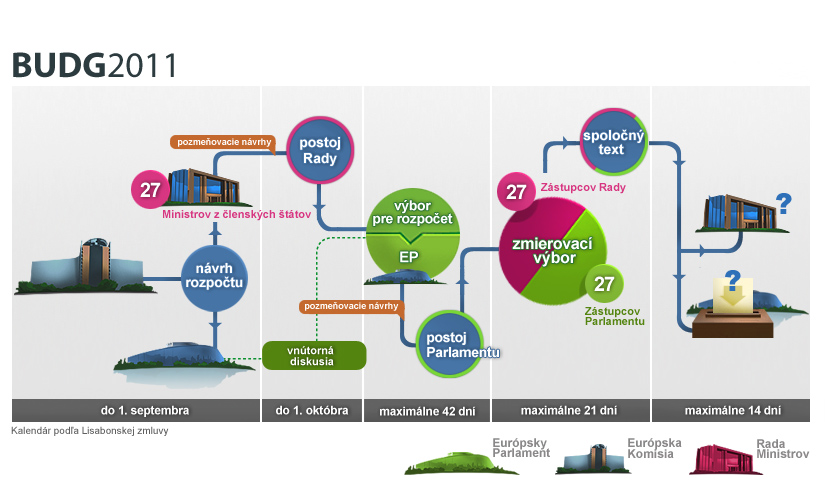 BUDG2011
pozmeňovacie návrhy
postoj
Rady
27
Ministrov z členských štátov
návrh
rozpočtu
výbor
pre rozpočet
EP
pozmeňovacie návrhy
vnútorná
diskusia
postoj
Parlamentu
spoločný
text
27
Zástupcov Rady
zmierovací
výbor
27
Zástupcov
Parlamentu
?
?
do 1. septembra
do 1. októbra
maximálne 42 dní
maximálne 21 dní
maximálne 14 dní
Kalendár podľa Lisabonskej zmluvy
Európsky
Parlament
Európska
Komisia
Rada
Ministrov